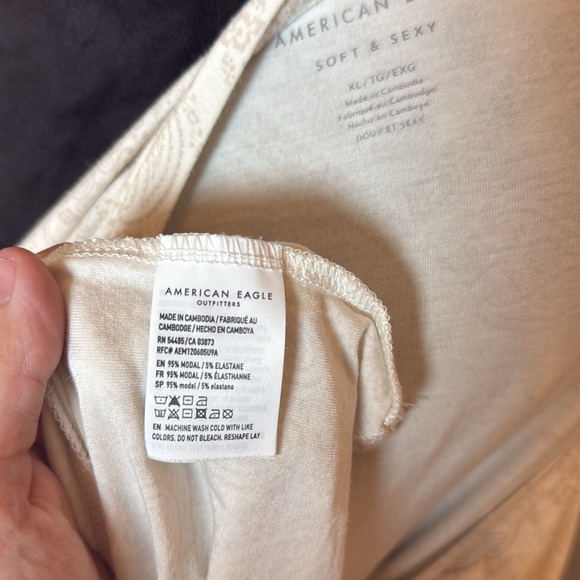 AMERICAN EAGLE
SOFT & SEXY
XL/TG/EXG
Made in Cambodia
Fabriqué au Cambodge
Hecho en Camboya
DOUX ET SEXY
AMERICAN EAGLE
OUTFITTERS
MADE IN CAMBODIA / FABRIQUÉ AU
CAMBODGE / HECHO EN CAMBOYA
RN 54485/CA 03873
RFC# AEM120605U9A
EN 95% MODAL / 5% ELASTANE
FR 95% MODAL / 5% ÉLASTHANNE
SP 95% modal / 5% elastano
EN MACHINE WASH COLD WITH LIKE
COLORS. DO NOT BLEACH. RESHAPE LAY